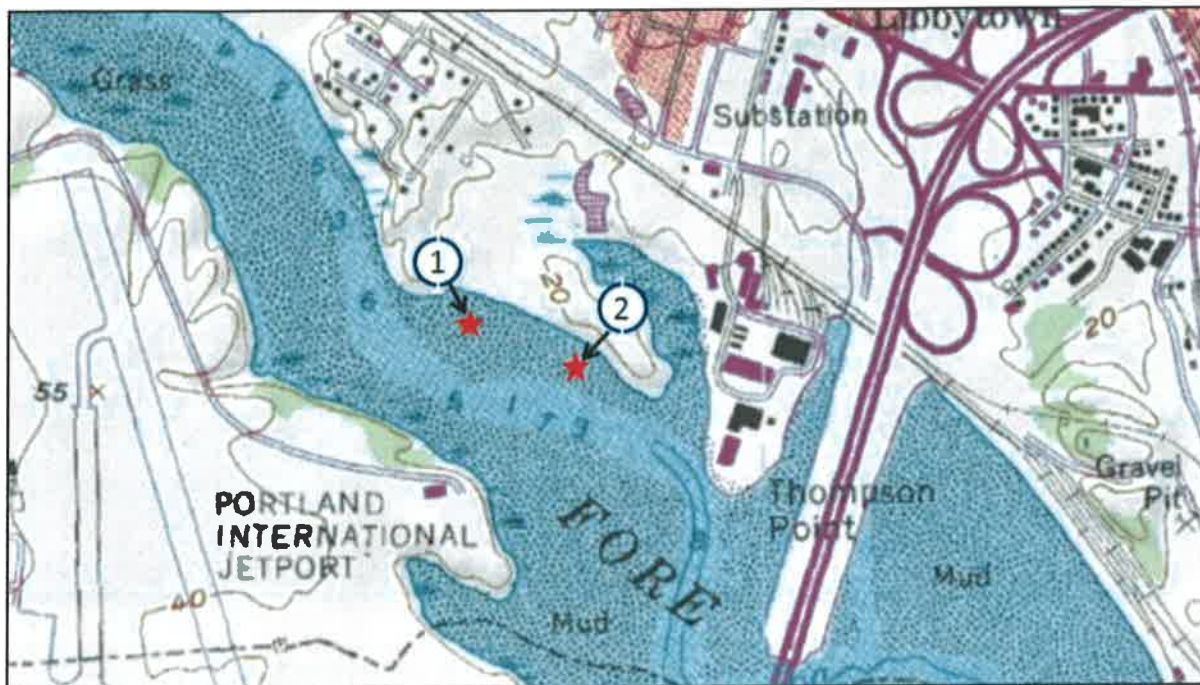 Libbytown
Grass
Substation
1
20
2
20
55
Gravel
Pit
PORTLAND
INTERNATIONAL
JETPORT
Thompson
Point
FORE
Mud
Mud
40